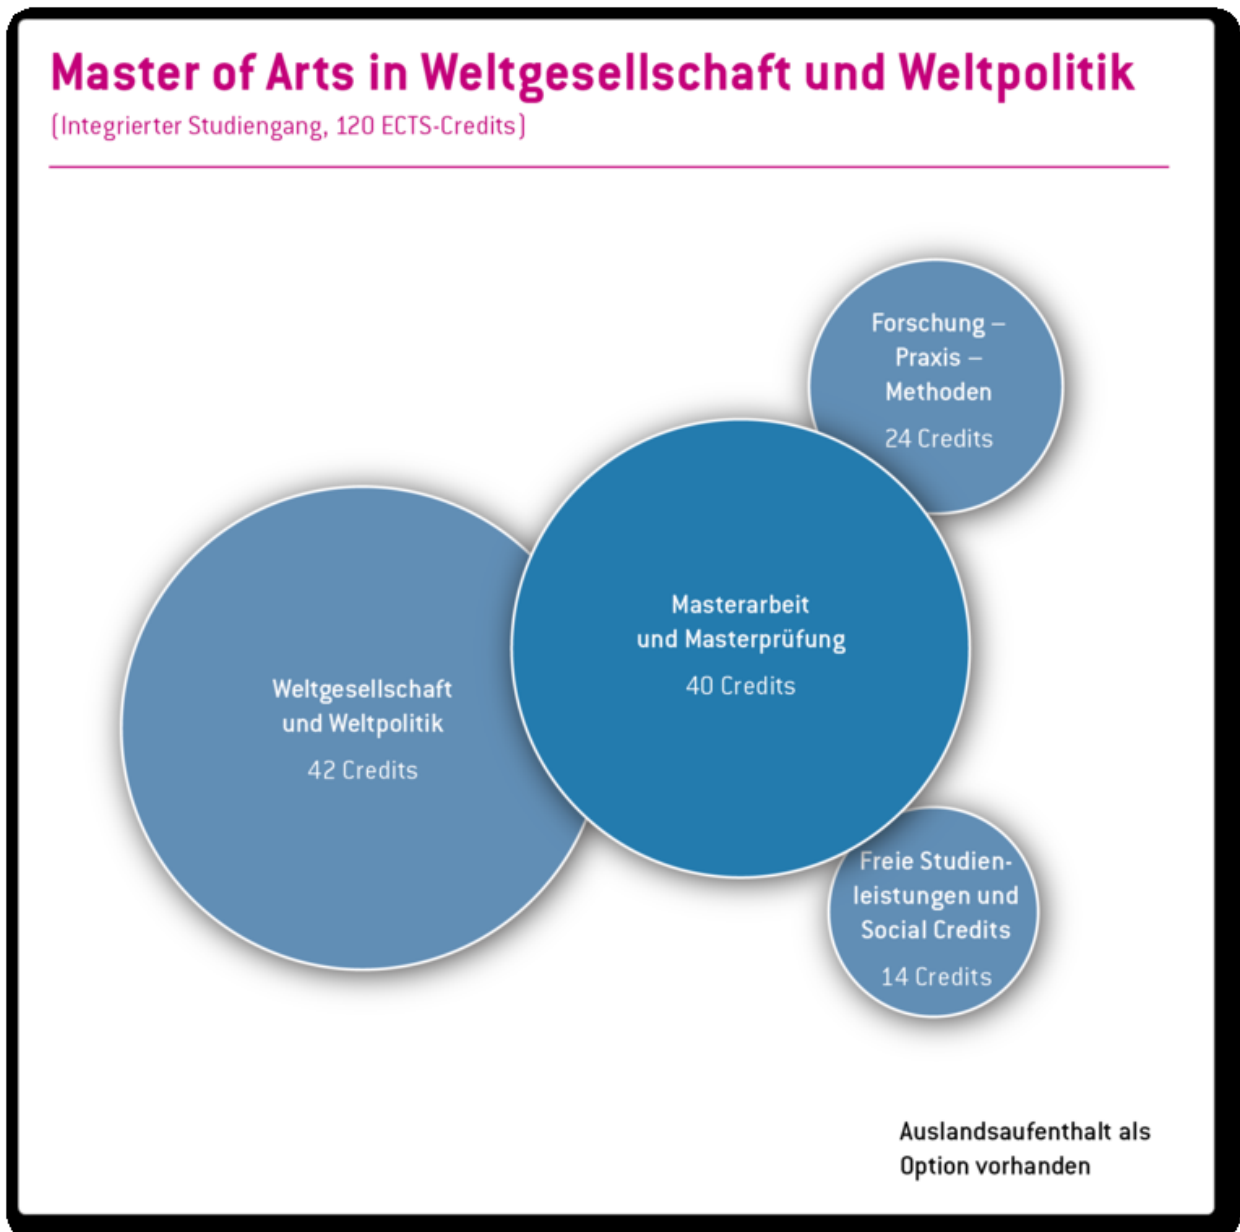 Master of Arts in Weltgesellschaft und Weltpolitik
(Integrierter Studiengang, 120 ECTS-Credits)
Forschung –
Praxis –
Methoden
24 Credits
Masterarbeit
und Masterprüfung
40 Credits
Weltgesellschaft
und Weltpolitik
42 Credits
Freie Studien-
leistungen und
Social Credits
14 Credits
Auslandsaufenthalt als
Option vorhanden